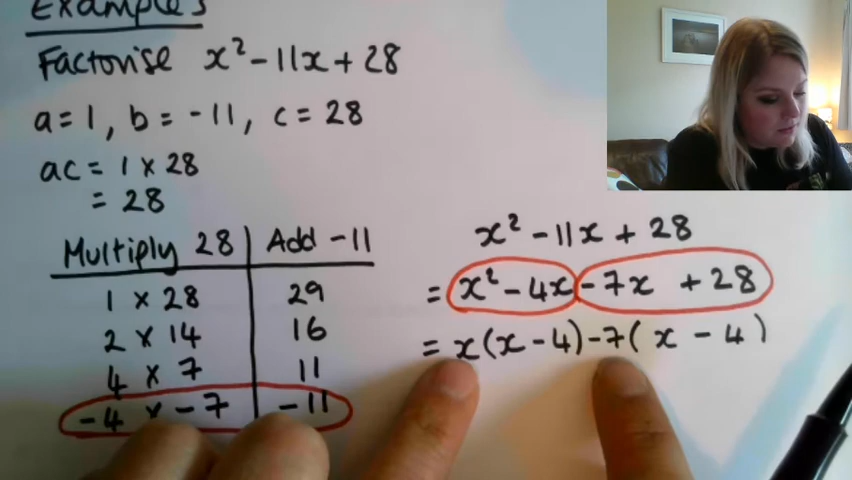 Examples
Factorise x² - 11x + 28
a = 1, b = -11, c = 28
ac = 1 × 28
= 28
Multiply 28 | Add -11
1 × 28 | 29
2 × 14 | 16
4 × 7 | 11
-4 × -7 | -11
x² - 11x + 28
= x² - 4x - 7x + 28
= x(x - 4) - 7(x - 4)